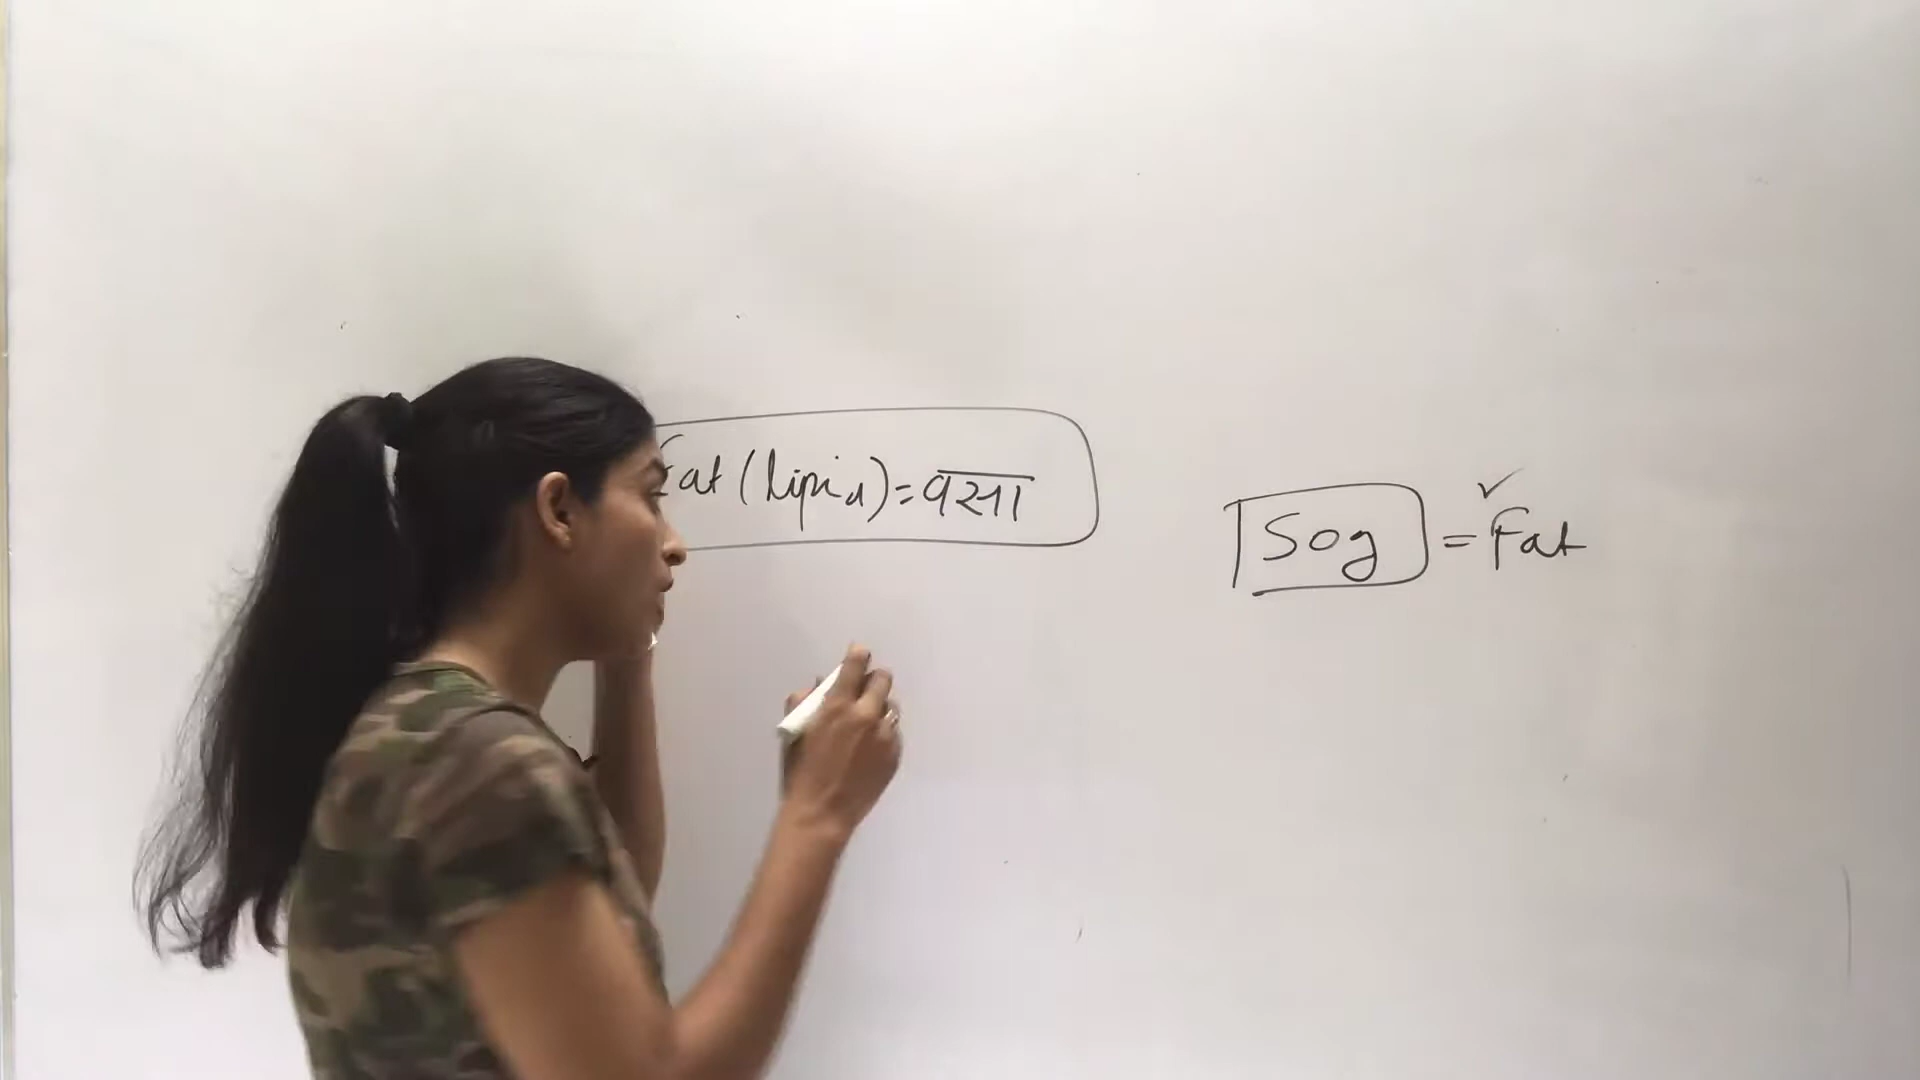 Fat (Lipid) = वसा
50g = Fat